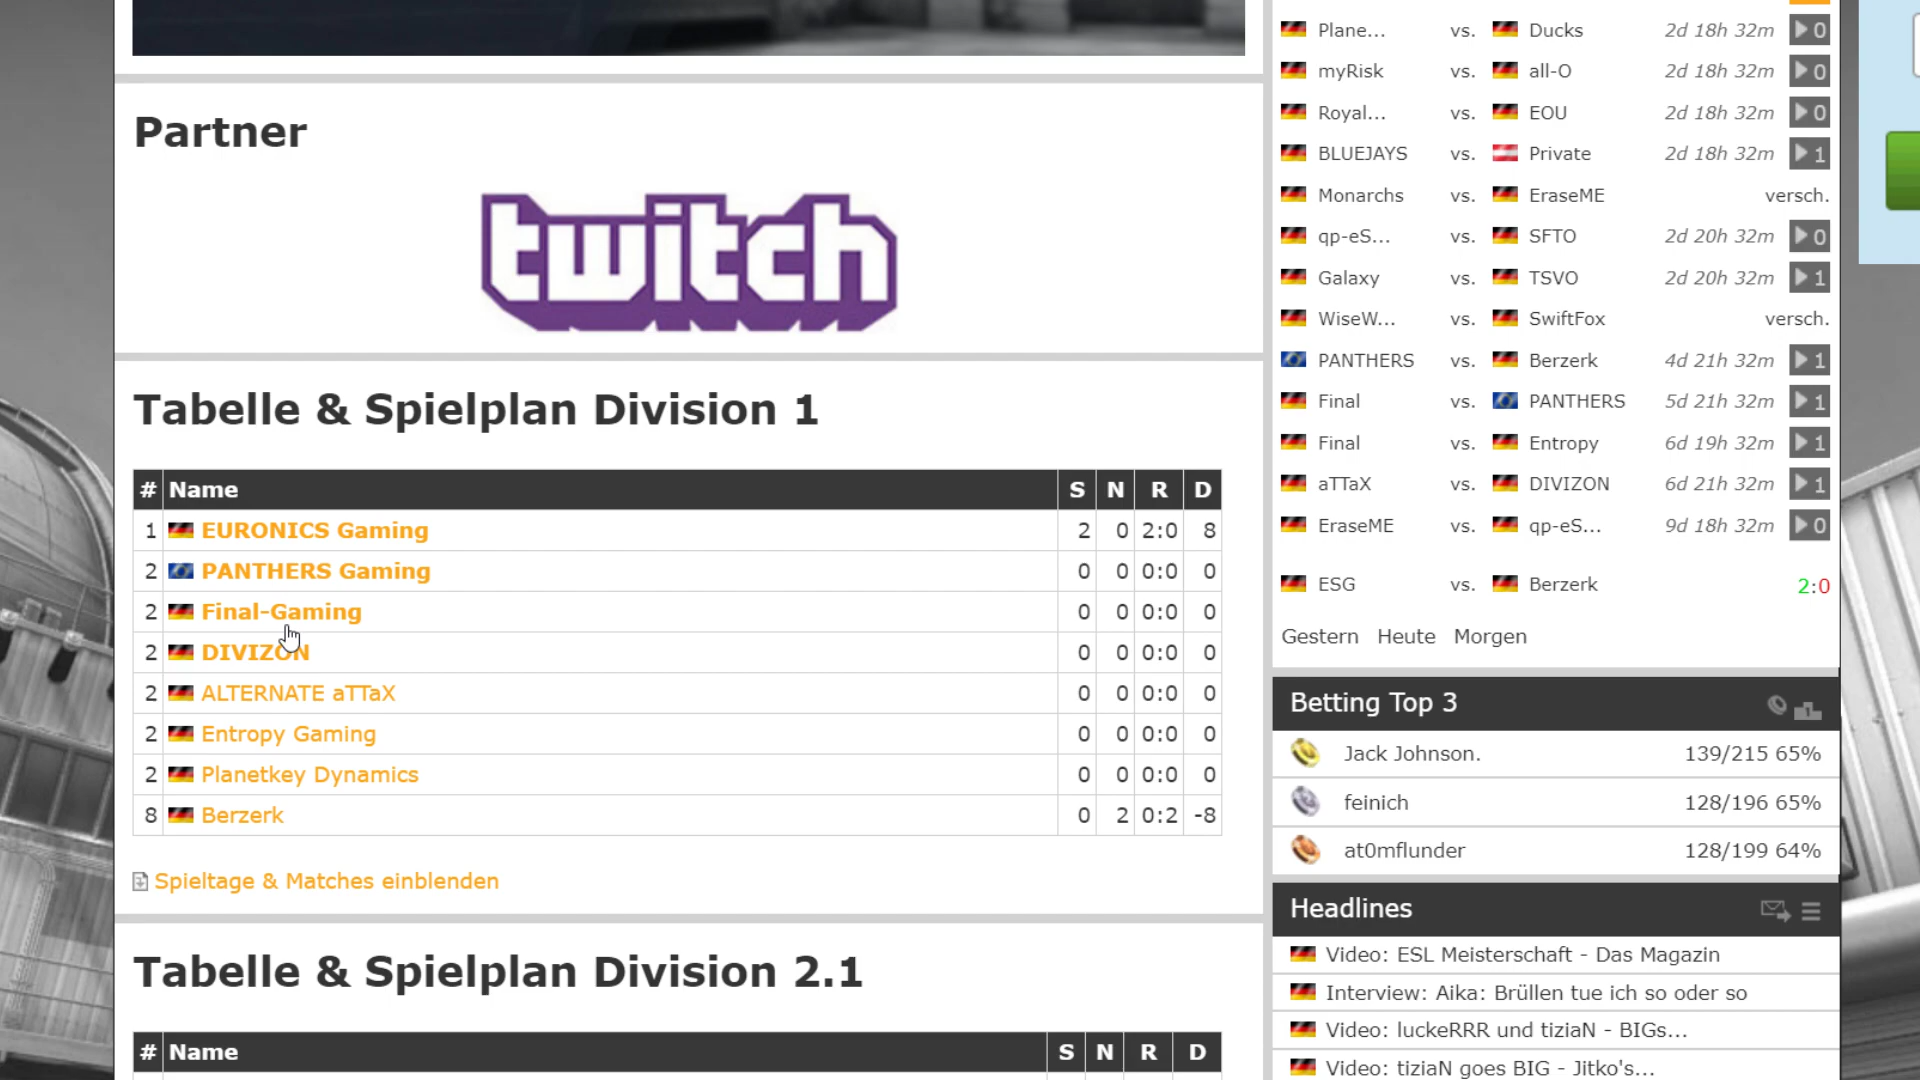 Partner
twitch
Tabelle & Spielplan Division 1
# Name S N R D
1 EURONICS Gaming 2 0 2:0 8
2 PANTHERS Gaming 0 0 0:0 0
2 Final-Gaming 0 0 0:0 0
2 DIVIZON 0 0 0:0 0
2 ALTERNATE aTTaX 0 0 0:0 0
2 Entropy Gaming 0 0 0:0 0
2 Planetkey Dynamics 0 0 0:0 0
8 Berzerk 0 2 0:2 -8
Spieltage & Matches einblenden
Tabelle & Spielplan Division 2.1
# Name S N R D
Plane... vs. Ducks 2d 18h 32m 0
myRisk vs. all-O 2d 18h 32m 0
Royal... vs. EOU 2d 18h 32m 0
BLUEJAYS vs. Private 2d 18h 32m 1
Monarchs vs. EraseME versch.
qp-eS... vs. SFTO 2d 20h 32m 0
Galaxy vs. TSVO 2d 20h 32m 1
WiseW... vs. SwiftFox versch.
PANTHERS vs. Berzerk 4d 21h 32m 1
Final vs. PANTHERS 5d 21h 32m 1
Final vs. Entropy 6d 19h 32m 1
aTTaX vs. DIVIZON 6d 21h 32m 1
EraseME vs. qp-eS... 9d 18h 32m 0
ESG vs. Berzerk 2:0
Gestern Heute Morgen
Betting Top 3
Jack Johnson. 139/215 65%
feinich 128/196 65%
at0mflunder 128/199 64%
Headlines
Video: ESL Meisterschaft - Das Magazin
Interview: Aika: Brüllen tue ich so oder so
Video: luckeRRR und tiziaN - BIGs...
Video: tiziaN goes BIG - Jitko's...